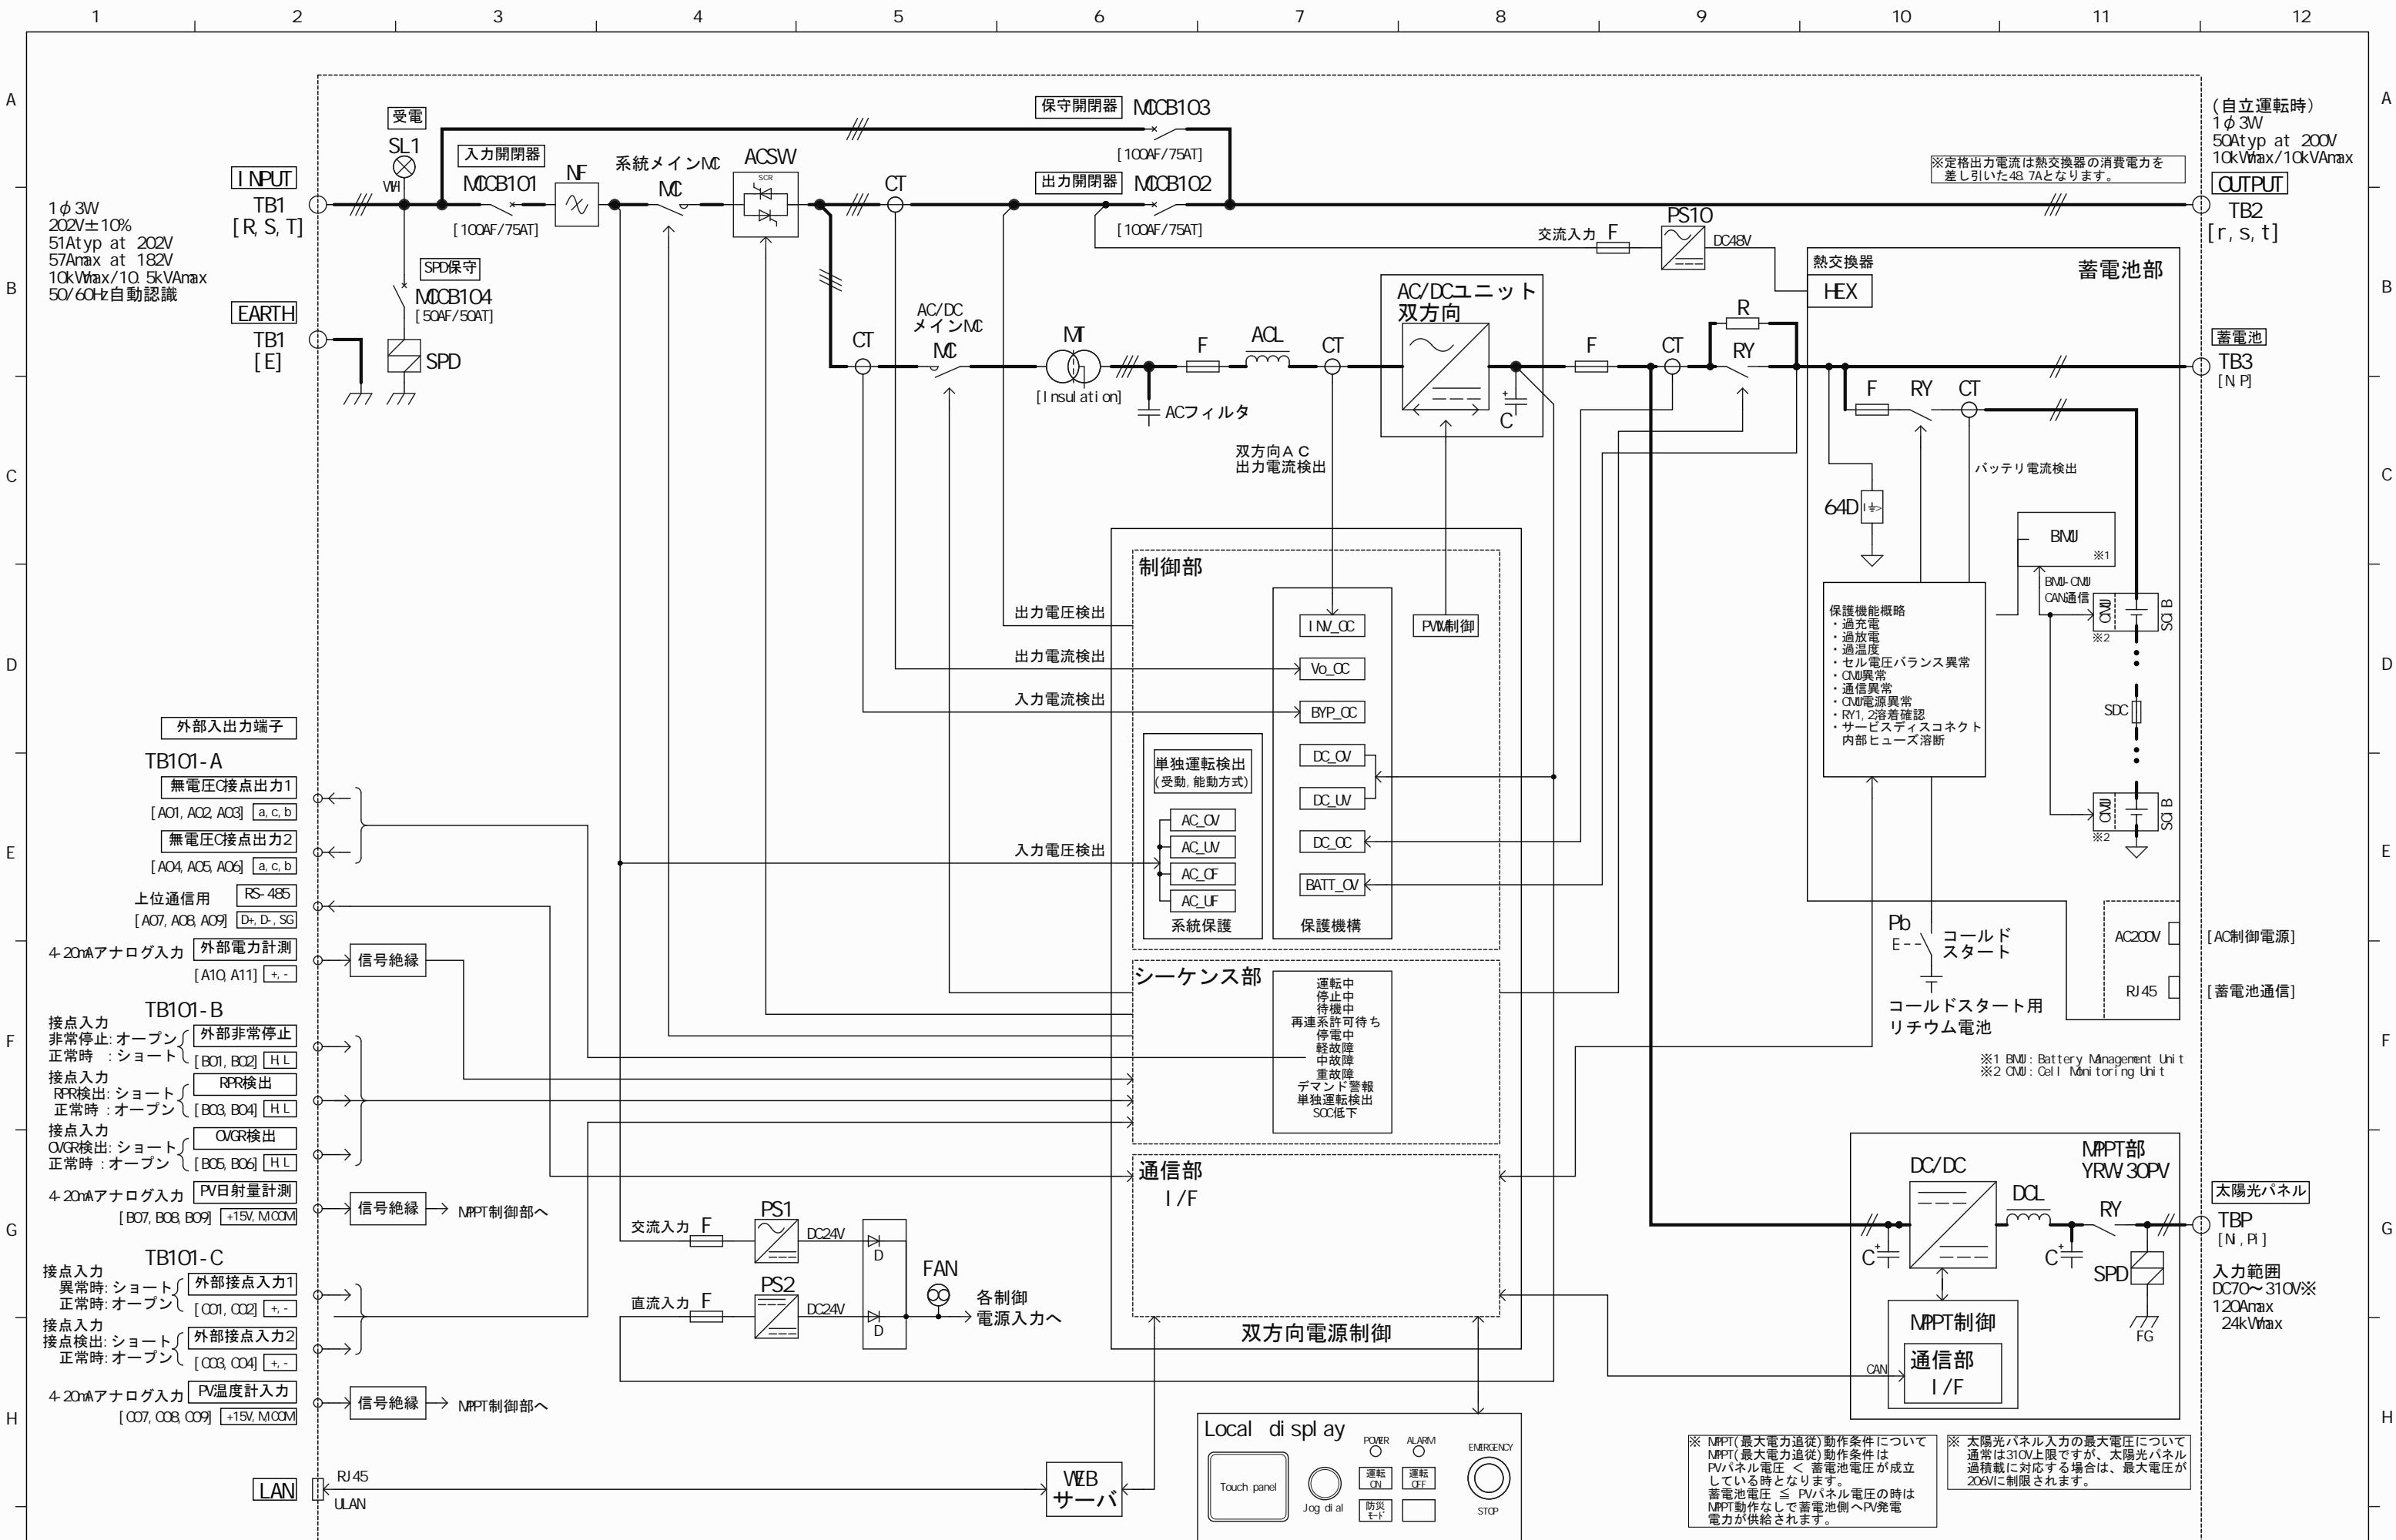 1 2 3 4 5 6 7 8 9 10 11 12
A
B
C
D
E
F
G
H
A
B
C
D
E
F
G
H
受電
SL1
WH
INPUT
TB1
[R,S,T]
1φ3W
202V±10%
51Atyp at 202V
57Amax at 182V
10kWmax/10.5kVAmax
50/60Hz自動認識
EARTH
TB1
[E]
SPD保守
MCCB104
[50AF/50AT]
SPD
入力開閉器
MCCB101
[100AF/75AT]
NF
系統メインMC
MC
ACSW
SCR
CT
保守開閉器 MCCB103
[100AF/75AT]
出力開閉器 MCCB102
[100AF/75AT]
交流入力 F
PS10
DC48V
※定格出力電流は熱交換器の消費電力を
差し引いた48.7Aとなります。
(自立運転時)
1φ3W
50Atyp at 200V
10kWmax/10kVAmax
OUTPUT
TB2
[r,s,t]
CT
AC/DC
メインMC
MC
MT
[Insulation]
ACフィルタ
F
ACL
CT
双方向AC
出力電流検出
AC/DCユニット
双方向
+
C
F
CT
R
RY
熱交換器
HEX
蓄電池部
蓄電池
TB3
[N,P]
F
RY
CT
バッテリ電流検出
64D
I
BMU
※1
BMU-CMU
CAN通信
CMU
SCiB
※2
SDC
CMU
SCiB
※2
保護機能概略
・過充電
・過放電
・過温度
・セル電圧バランス異常
・CMU異常
・通信異常
・CMU電源異常
・RY1,2溶着確認
・サービスディスコネクト
内部ヒューズ溶断
Pb
E
コールド
スタート
コールドスタート用
リチウム電池
AC200V
[AC制御電源]
RJ45
[蓄電池通信]
※1 BMU:Battery Management Unit
※2 CMU:Cell Monitoring Unit
制御部
INV_OC
PWM制御
Vo_OC
BYP_OC
DC_OV
DC_UV
DC_OC
BATT_OV
保護機構
単独運転検出
(受動,能動方式)
AC_OV
AC_UV
AC_OF
AC_UF
系統保護
出力電圧検出
出力電流検出
入力電流検出
入力電圧検出
シーケンス部
運転中
停止中
待機中
再連系許可待ち
停電中
軽故障
中故障
重故障
デマンド警報
単独運転検出
SOC低下
通信部
I/F
双方向電源制御
外部入出力端子
TB101-A
無電圧C接点出力1
[A01,A02,A03] a,c,b
無電圧C接点出力2
[A04,A05,A06] a,c,b
上位通信用 RS-485
[A07,A08,A09] D+,D-,SG
4-20mAアナログ入力 外部電力計測
[A10,A11] +,-
信号絶縁
TB101-B
接点入力
非常停止:オープン
正常時 :ショート
外部非常停止
[B01,B02] H,L
接点入力
RPR検出:ショート
正常時 :オープン
RPR検出
[B03,B04] H,L
接点入力
OVGR検出:ショート
正常時 :オープン
OVGR検出
[B05,B06] H,L
4-20mAアナログ入力 PV日射量計測
[B07,B08,B09] +15V,M,COM
信号絶縁
MPPT制御部へ
TB101-C
接点入力
異常時:ショート
正常時:オープン
外部接点入力1
[C01,C02] +,-
接点入力
接点検出:ショート
正常時:オープン
外部接点入力2
[C03,C04] +,-
4-20mAアナログ入力 PV温度計入力
[C07,C08,C09] +15V,M,COM
信号絶縁
MPPT制御部へ
LAN
RJ45
ULAN
交流入力 F
PS1
DC24V
D
直流入力 F
PS2
DC24V
D
FAN
各制御
電源入力へ
WEB
サーバ
Local display
Touch panel
Jog dial
POWER
ALARM
運転
ON
運転
OFF
防災
モード
EMERGENCY
STOP
MPPT部
YRW-30PV
DC/DC
DCL
RY
C
+
C
+
SPD
FG
MPPT制御
通信部
I/F
CAN
太陽光パネル
TBP
[Ni,Pi]
入力範囲
DC70~310V※
120Amax
24kWmax
※ MPPT(最大電力追従)動作条件について
MPPT(最大電力追従)動作条件は
PVパネル電圧 < 蓄電池電圧が成立
している時となります。
蓄電池電圧 ≦ PVパネル電圧の時は
MPPT動作なしで蓄電池側へPV発電
電力が供給されます。
※ 太陽光パネル入力の最大電圧について
通常は310V上限ですが、太陽光パネル
過積載に対応する場合は、最大電圧が
206Vに制限されます。